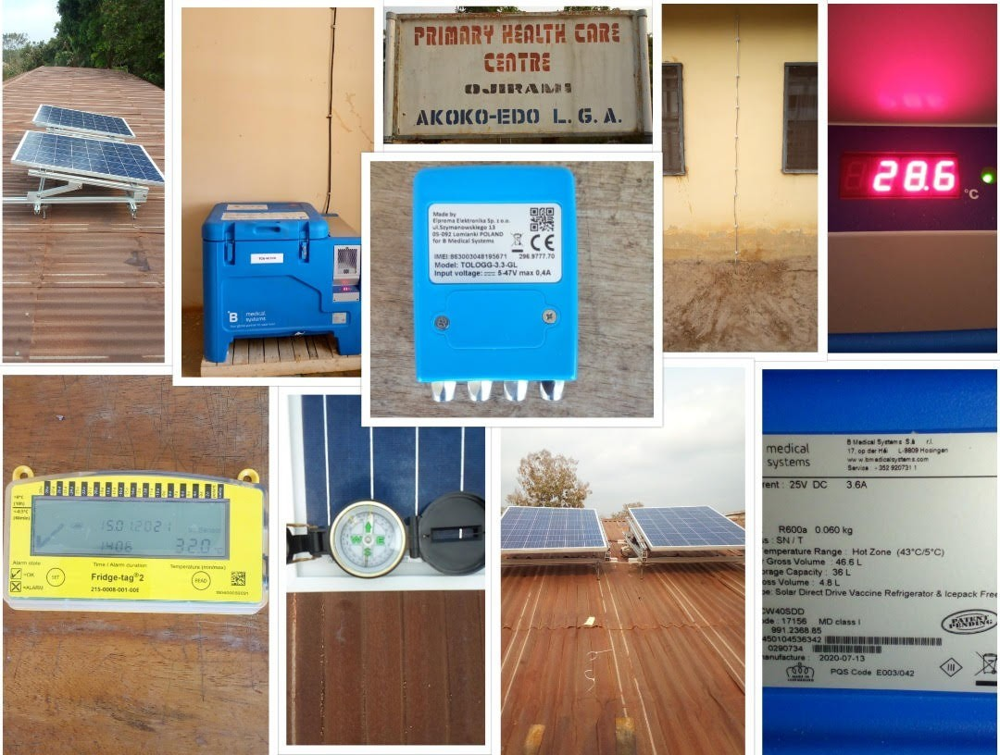 PRIMARY HEALTH CARE
CENTRE
OJIRAMI
AKOKO-EDO L. G. A.
B medical
systems
Made by
Elproma Elektronika Sp. z o.o.
ul.Szymanowskiego 13
05-092 Lomianki POLAND
for B Medical Systems
CE
IMEI:863003048195671 296.9777.70
Model: TOLOGG-3.3-GL
Input voltage: 5-47V max 0,4A
28.6
°C
15.01.2021
14:06 32.0
Alarm state
Time / Alarm duration
Temperature (min/max)
=OK
=ALARM
SET
Fridge-tag®2
READ
215-0008-001-00E
W E
S
medical
systems
B Medical Systems S.à r.l.
17, op der Héi L-9809 Hosingen
www.bmedicalsystems.com
Service : +352 920731 1
rent : 25V DC 3.6A
R600a 0.060 kg
s : SN / T
emperature Range : Hot Zone (43°C/5°C)
Gross Volume : 46.6 L
orage Capacity : 36 L
oss Volume : 4.8 L
pe: Solar Direct Drive Vaccine Refrigerator & Icepack Free
CW40SDD
ode : 17156 MD class I
991.2368.85
450104536342
0290734
anufacture : 2020-07-13
PATENT
PENDING
PQS Code E003/042